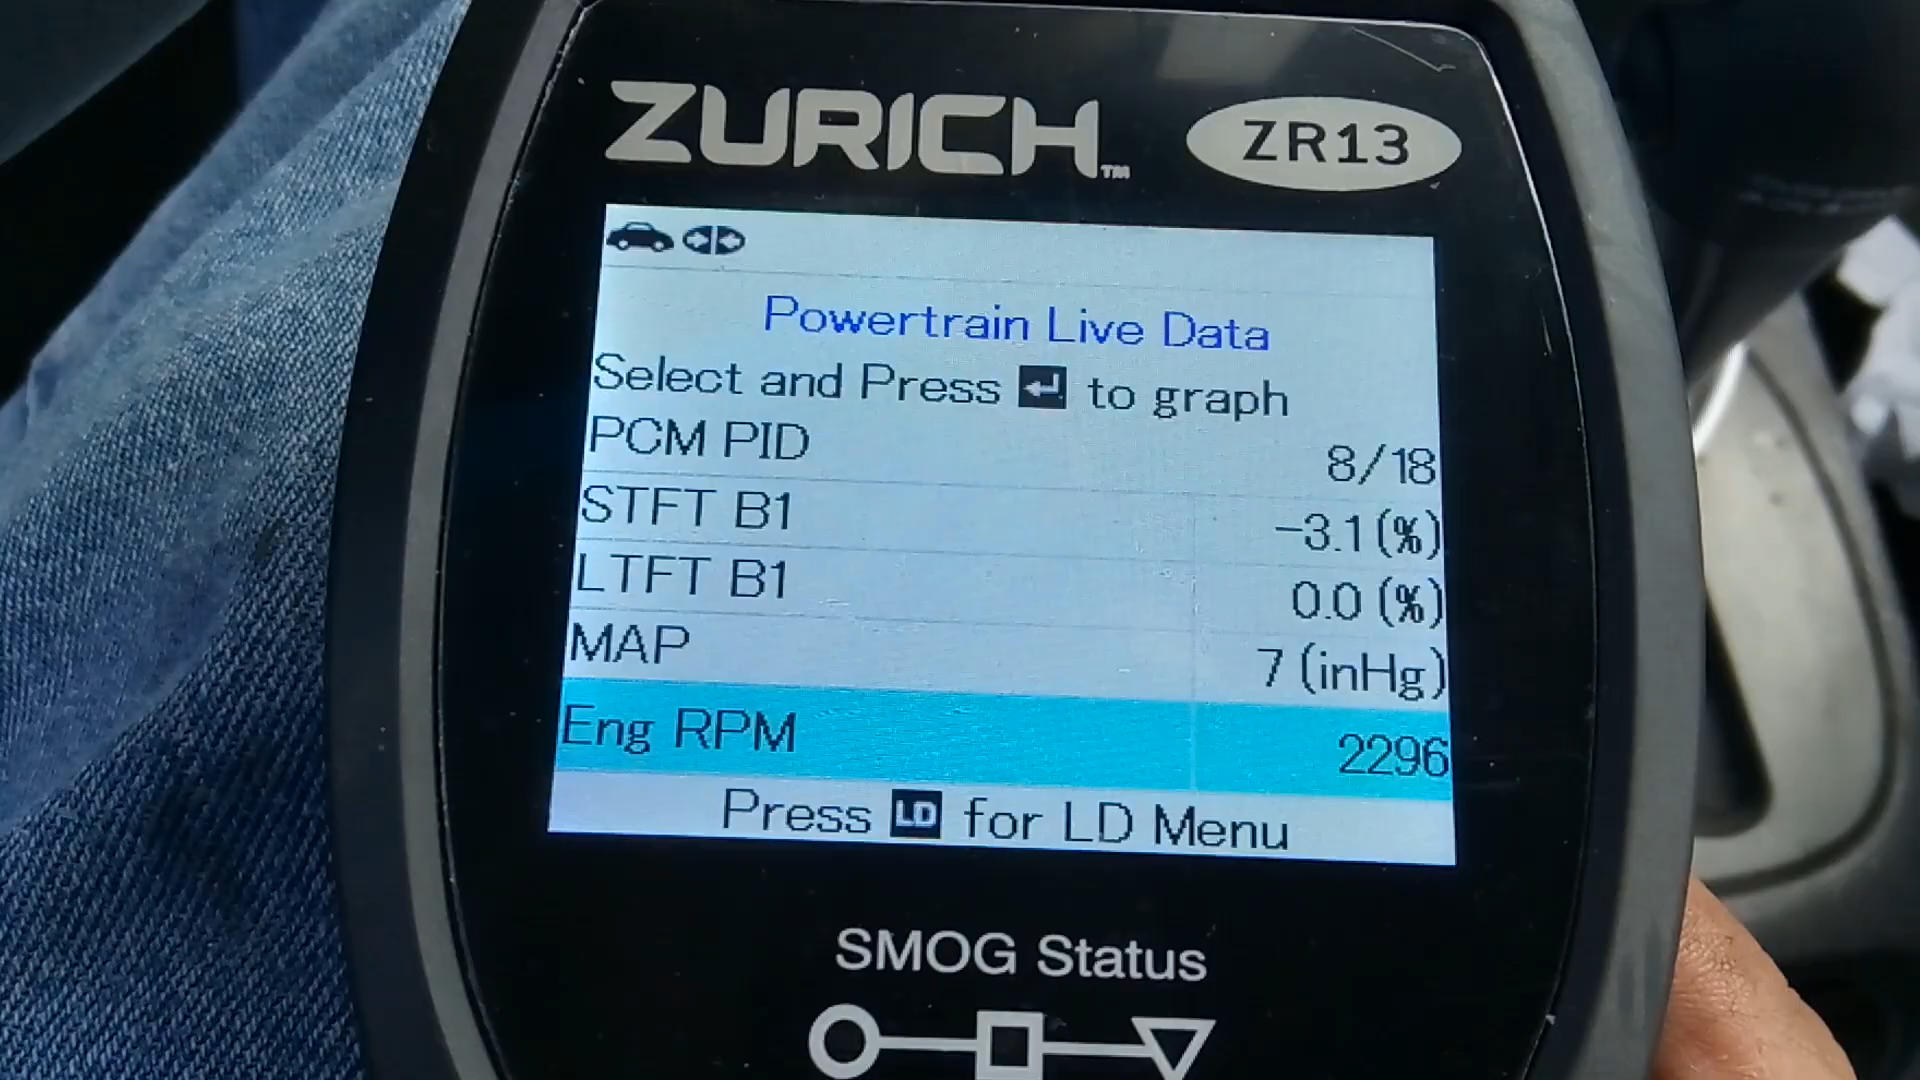 ZURICH™ ZR13
Powertrain Live Data
Select and Press to graph
PCM PID 8/18
STFT B1 -3.1 (%)
LTFT B1 0.0 (%)
MAP 7 (inHg)
Eng RPM 2296
Press LD for LD Menu
SMOG Status